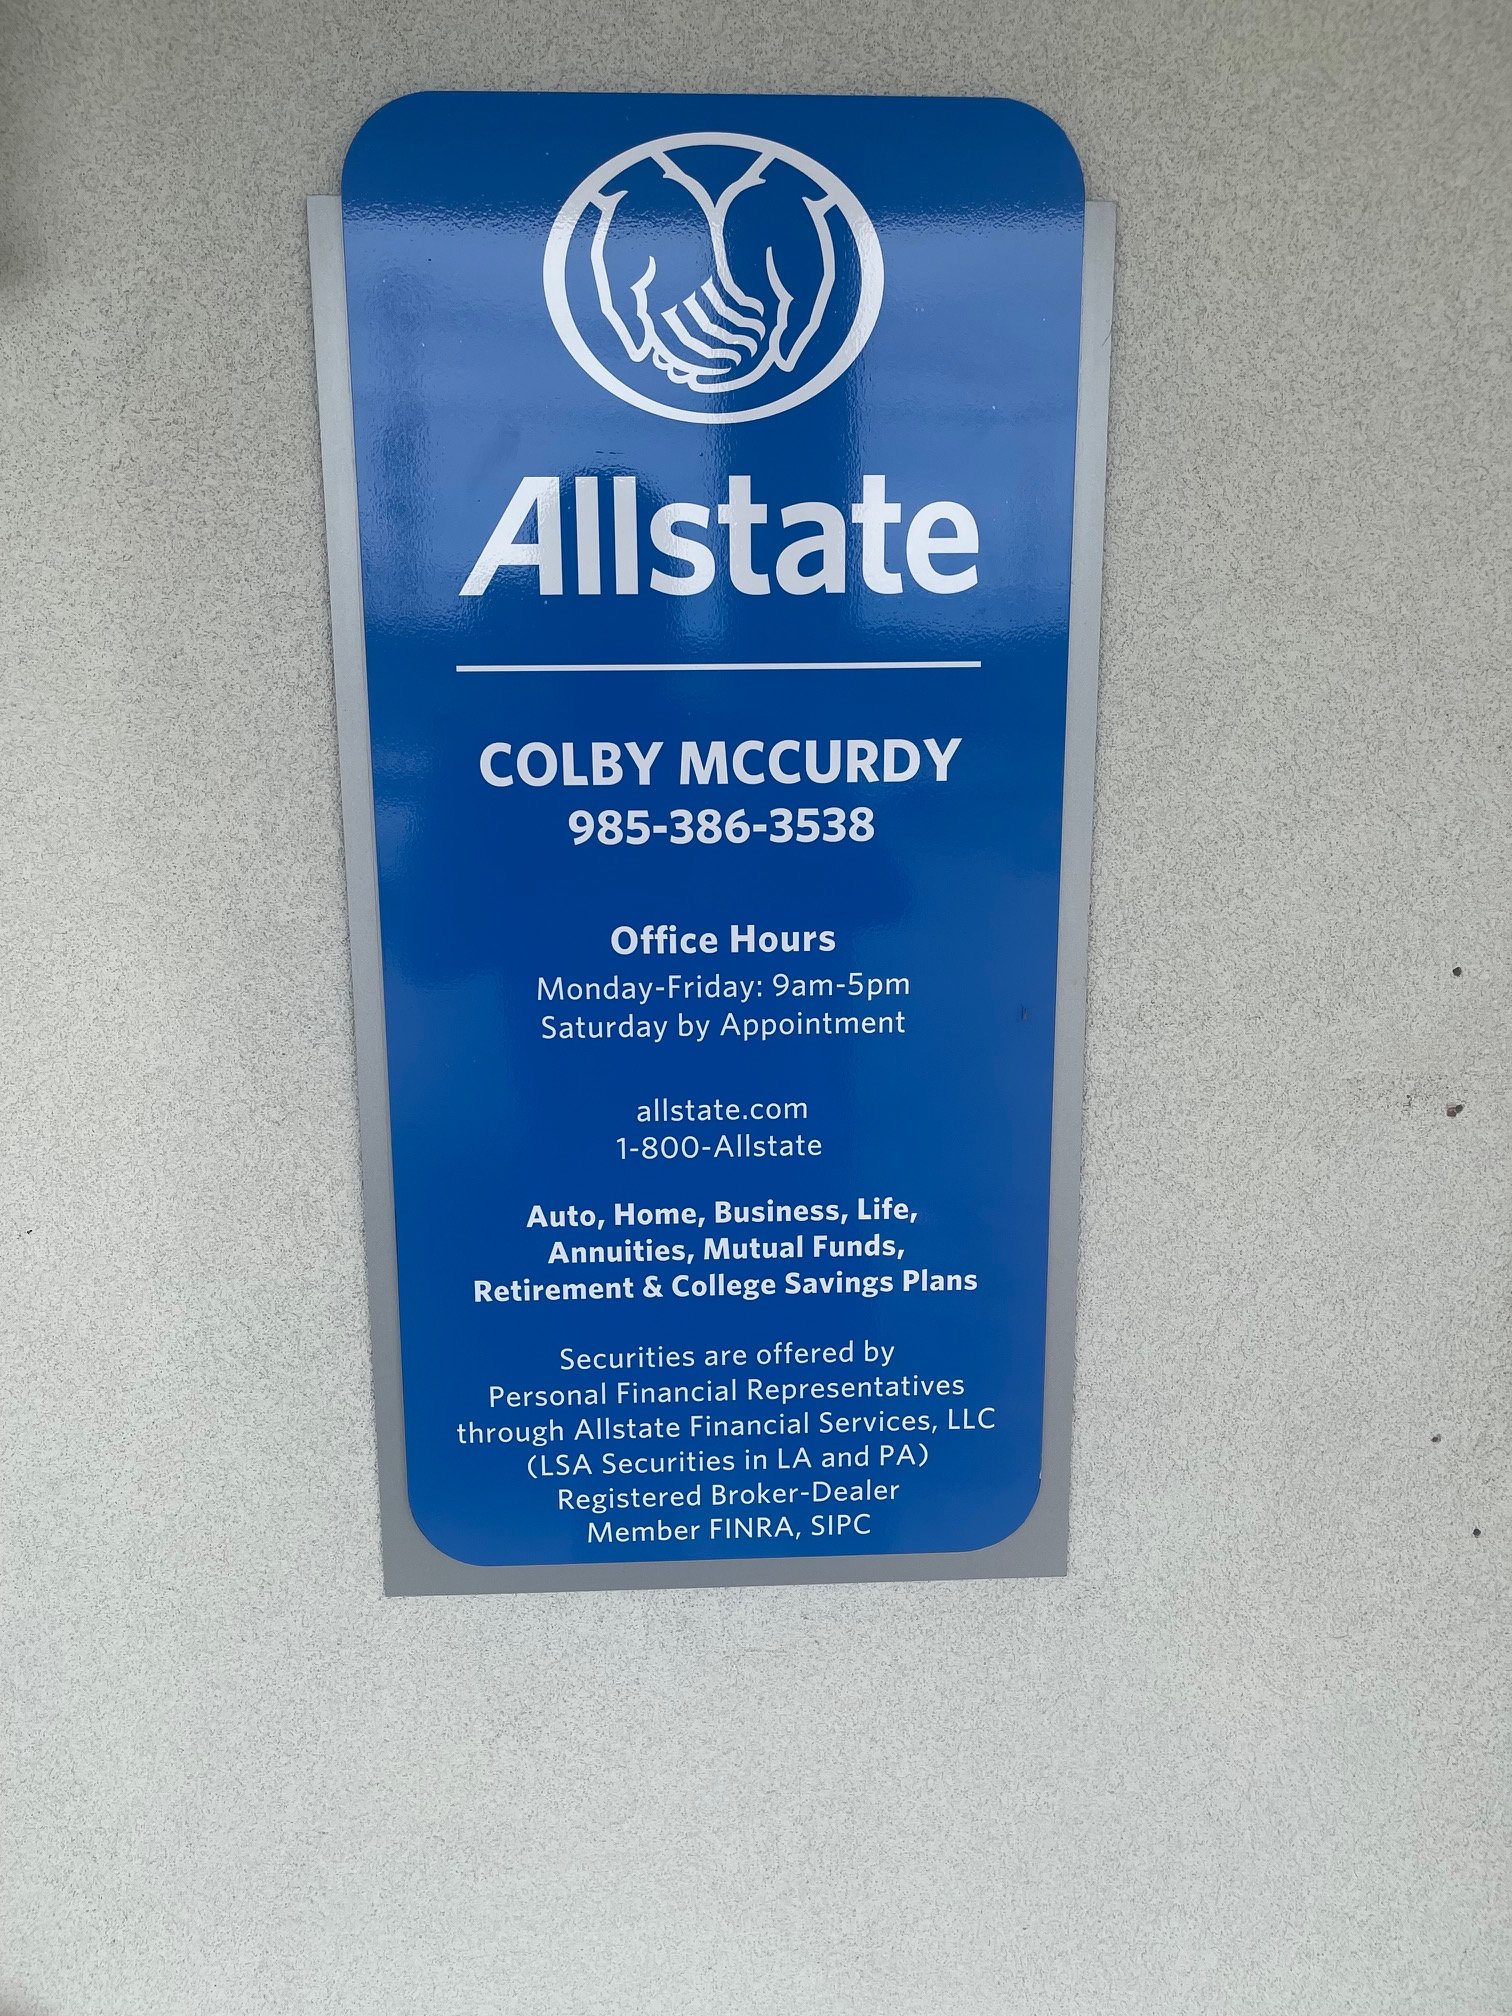 Allstate
COLBY MCCURDY
985-386-3538
Office Hours
Monday-Friday: 9am-5pm
Saturday by Appointment
allstate.com
1-800-Allstate
Auto, Home, Business, Life,
Annuities, Mutual Funds,
Retirement & College Savings Plans
Securities are offered by
Personal Financial Representatives
through Allstate Financial Services, LLC
(LSA Securities in LA and PA)
Registered Broker-Dealer
Member FINRA, SIPC